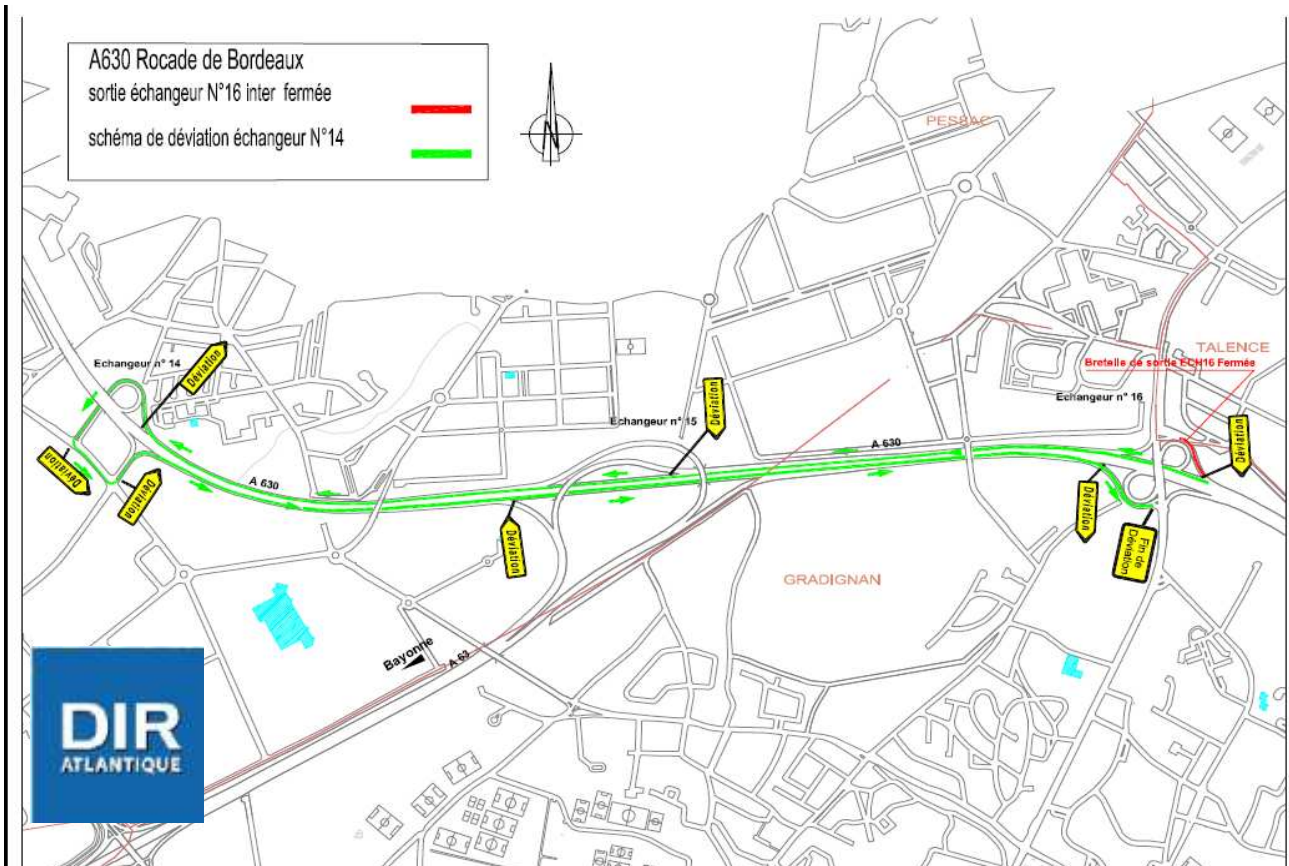 A630 Rocade de Bordeaux
sortie échangeur N°16 inter fermée
schéma de déviation échangeur N°14
N
PESSAC
TALENCE
Bretelle de sortie ECH16 Fermée
Echangeur n° 14
Déviation
Echangeur n° 16
Déviation
Echangeur n° 15
Déviation
A 630
Déviation
A 630
Déviation
Déviation
Déviation
Fin de
Déviation
GRADIGNAN
Bayonne
A 63
DIR
ATLANTIQUE